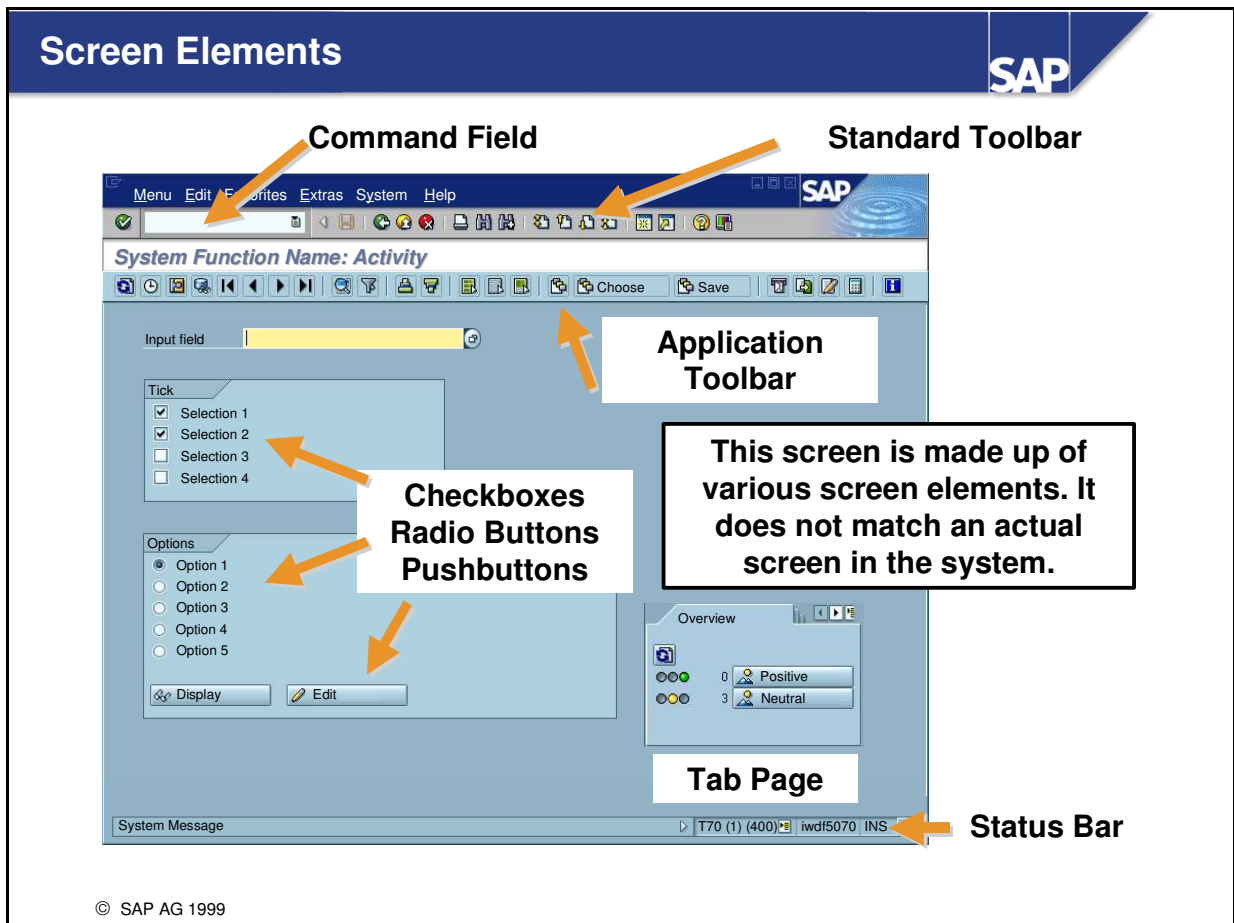 Screen Elements
SAP
Command Field
Standard Toolbar
Menu Edit Favorites Extras System Help
SAP
System Function Name: Activity
Choose Save
Input field
Application
Toolbar
Tick
Selection 1
Selection 2
Selection 3
Selection 4
Checkboxes
Radio Buttons
Pushbuttons
This screen is made up of
various screen elements. It
does not match an actual
screen in the system.
Options
Option 1
Option 2
Option 3
Option 4
Option 5
Display Edit
Overview
0 Positive
3 Neutral
Tab Page
System Message
T70 (1) (400) iwdf5070 INS
Status Bar
© SAP AG 1999